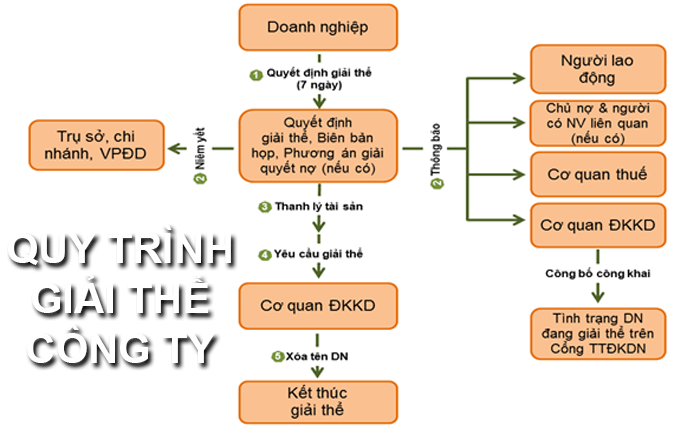 Doanh nghiệp
1 Quyết định giải thể
(7 ngày)
Quyết định
giải thể, Biên bản
họp, Phương án giải
quyết nợ (nếu có)
2 Niêm yết
Trụ sở, chi
nhánh, VPĐD
2 Thông báo
Người lao
động
Chủ nợ & người
có NV liên quan
(nếu có)
Cơ quan thuế
Cơ quan ĐKKD
Công bố công khai
Tình trạng DN
đang giải thể trên
Cổng TTĐKDN
3 Thanh lý tài sản
4 Yêu cầu giải thể
Cơ quan ĐKKD
5 Xóa tên DN
Kết thúc
giải thể
QUY TRÌNH
GIẢI THỂ
CÔNG TY